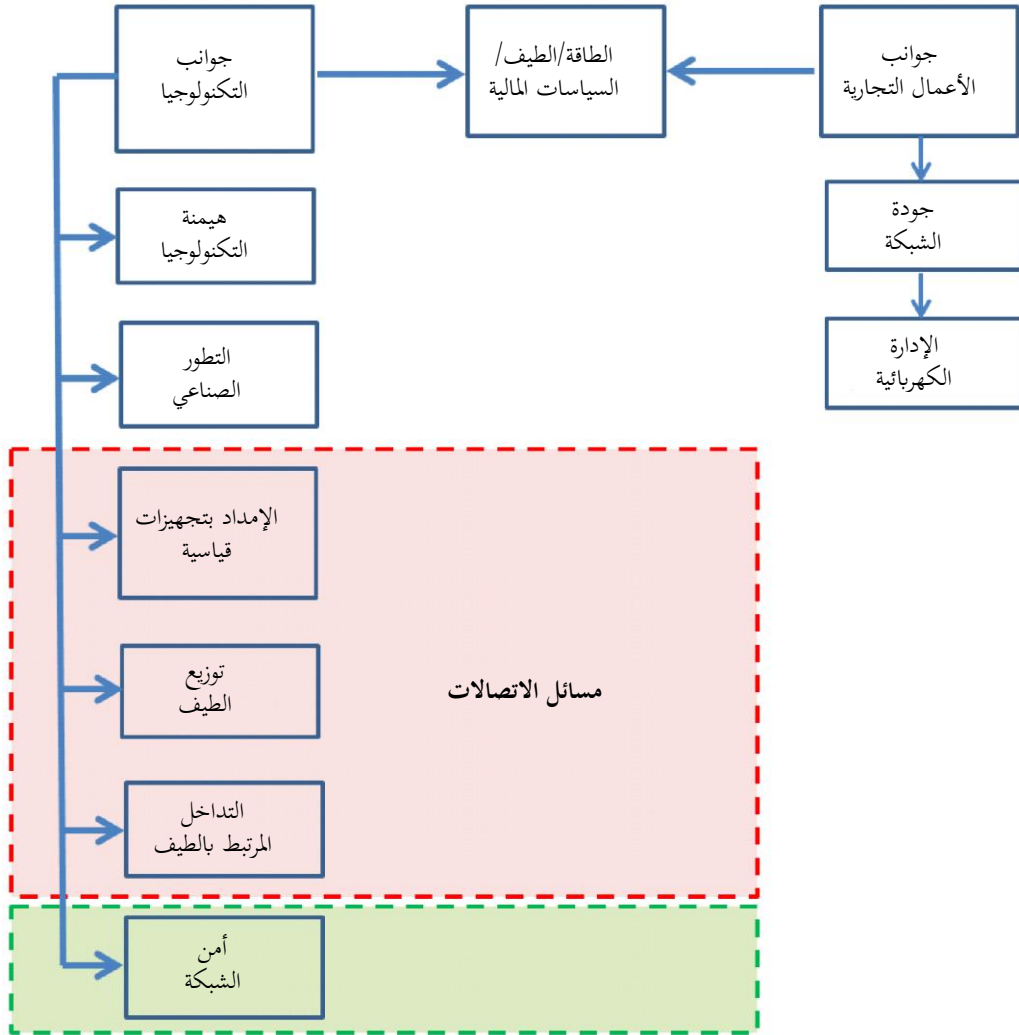 جوانب
الأعمال التجارية
الطاقة/الطيف/
السياسات المالية
جوانب
التكنولوجيا
جودة
الشبكة
هيمنة
التكنولوجيا
الإدارة
الكهربائية
التطور
الصناعي
الإمداد بتجهيزات
قياسية
توزيع
الطيف
مسائل الاتصالات
التداخل
المرتبط بالطيف
أمن
الشبكة